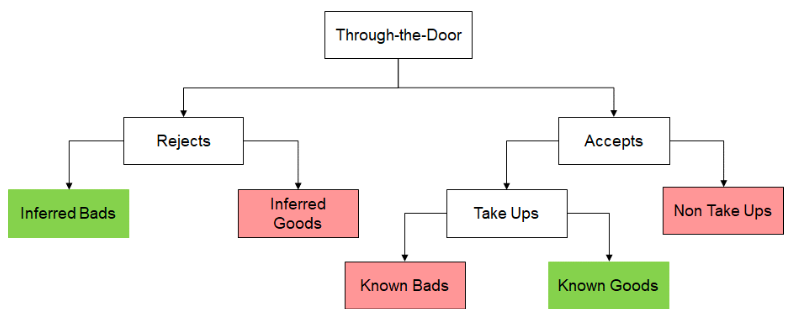 Through-the-Door
Rejects
Accepts
Inferred Bads
Inferred
Goods
Take Ups
Non Take Ups
Known Bads
Known Goods